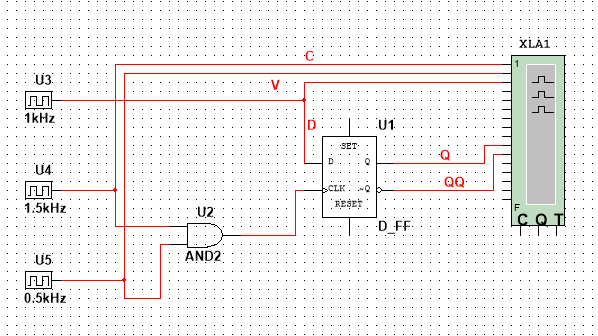 XLA1
C
1
U3
V
1kHz
D
U1
SET
D
Q
Q
U4
CLK
~Q
QQ
1.5kHz
RESET
U2
F
C Q T
D_FF
AND2
U5
0.5kHz